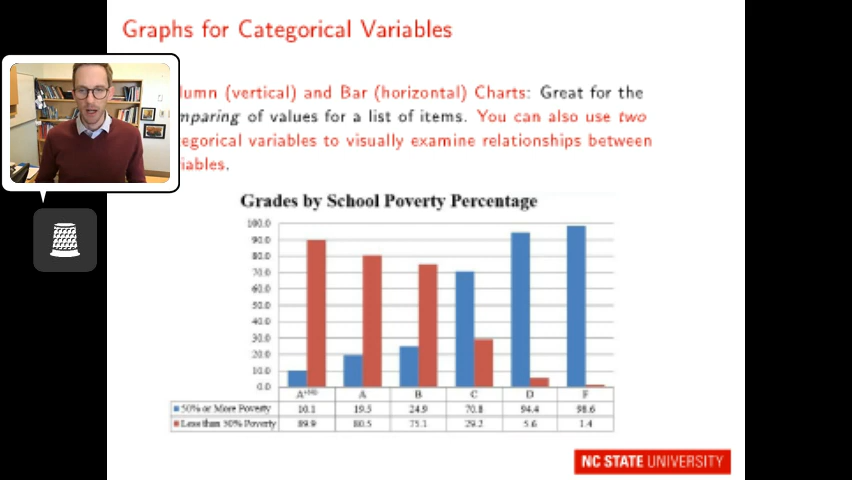 Graphs for Categorical Variables
lumn (vertical) and Bar (horizontal) Charts: Great for the
mparing of values for a list of items. You can also use two
egorical variables to visually examine relationships between
iables.
Grades by School Poverty Percentage
100.0
90.0
80.0
70.0
60.0
50.0
40.0
30.0
20.0
10.0
0.0
A B C D F
50% or More Poverty 10.1 19.5 24.9 70.8 94.4 98.6
Less than 50% Poverty 89.9 80.5 75.1 29.2 5.6 1.4
NC STATE UNIVERSITY